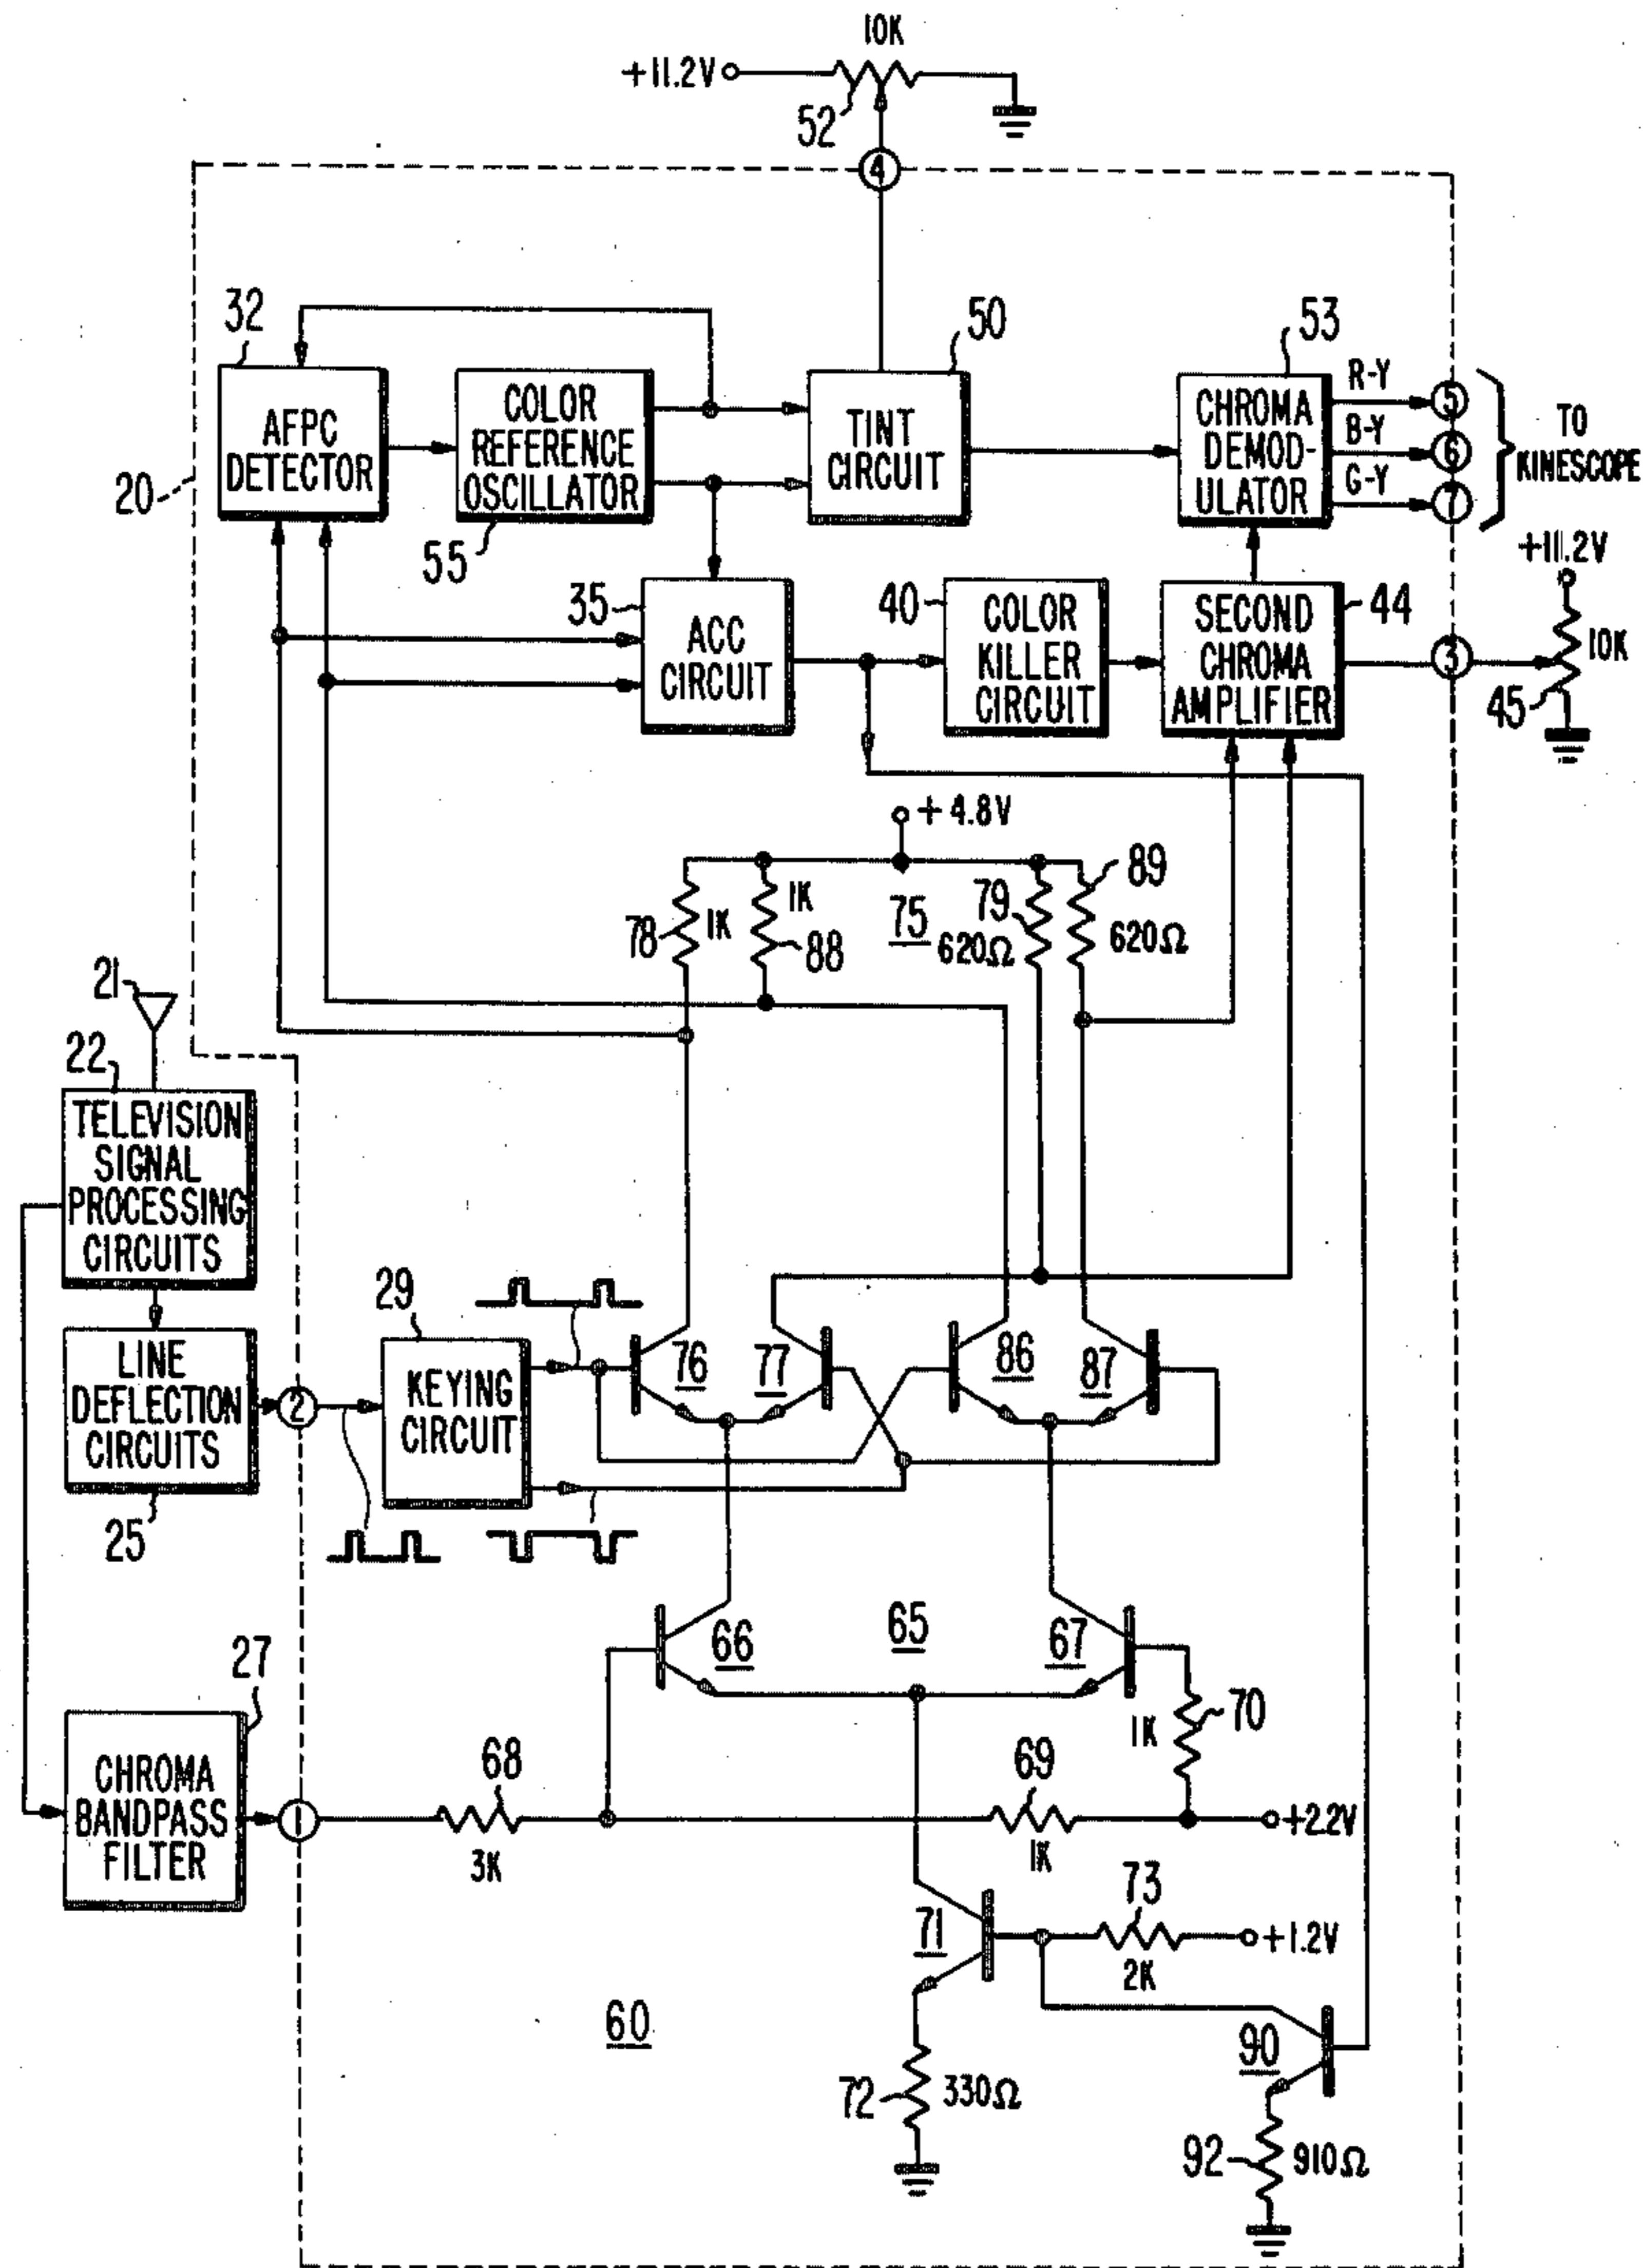 10K
+11.2V
52
4
32
50
53
AFPC
DETECTOR
COLOR
REFERENCE
OSCILLATOR
TINT
CIRCUIT
CHROMA
DEMOD-
ULATOR
R-Y
B-Y
G-Y
5
6
7
TO
KINESCOPE
20
55
+11.2V
35
ACC
CIRCUIT
40
COLOR
KILLER
CIRCUIT
SECOND
CHROMA
AMPLIFIER
44
3
10K
45
+4.8V
78
1K
1K
88
75
79
620Ω
89
620Ω
21
22
TELEVISION
SIGNAL
PROCESSING
CIRCUITS
29
LINE
DEFLECTION
CIRCUITS
2
KEYING
CIRCUIT
76
77
86
87
25
66
65
67
27
70
1K
CHROMA
BANDPASS
FILTER
1
68
3K
69
1K
+2.2V
71
73
2K
+1.2V
60
90
72
330Ω
92
910Ω